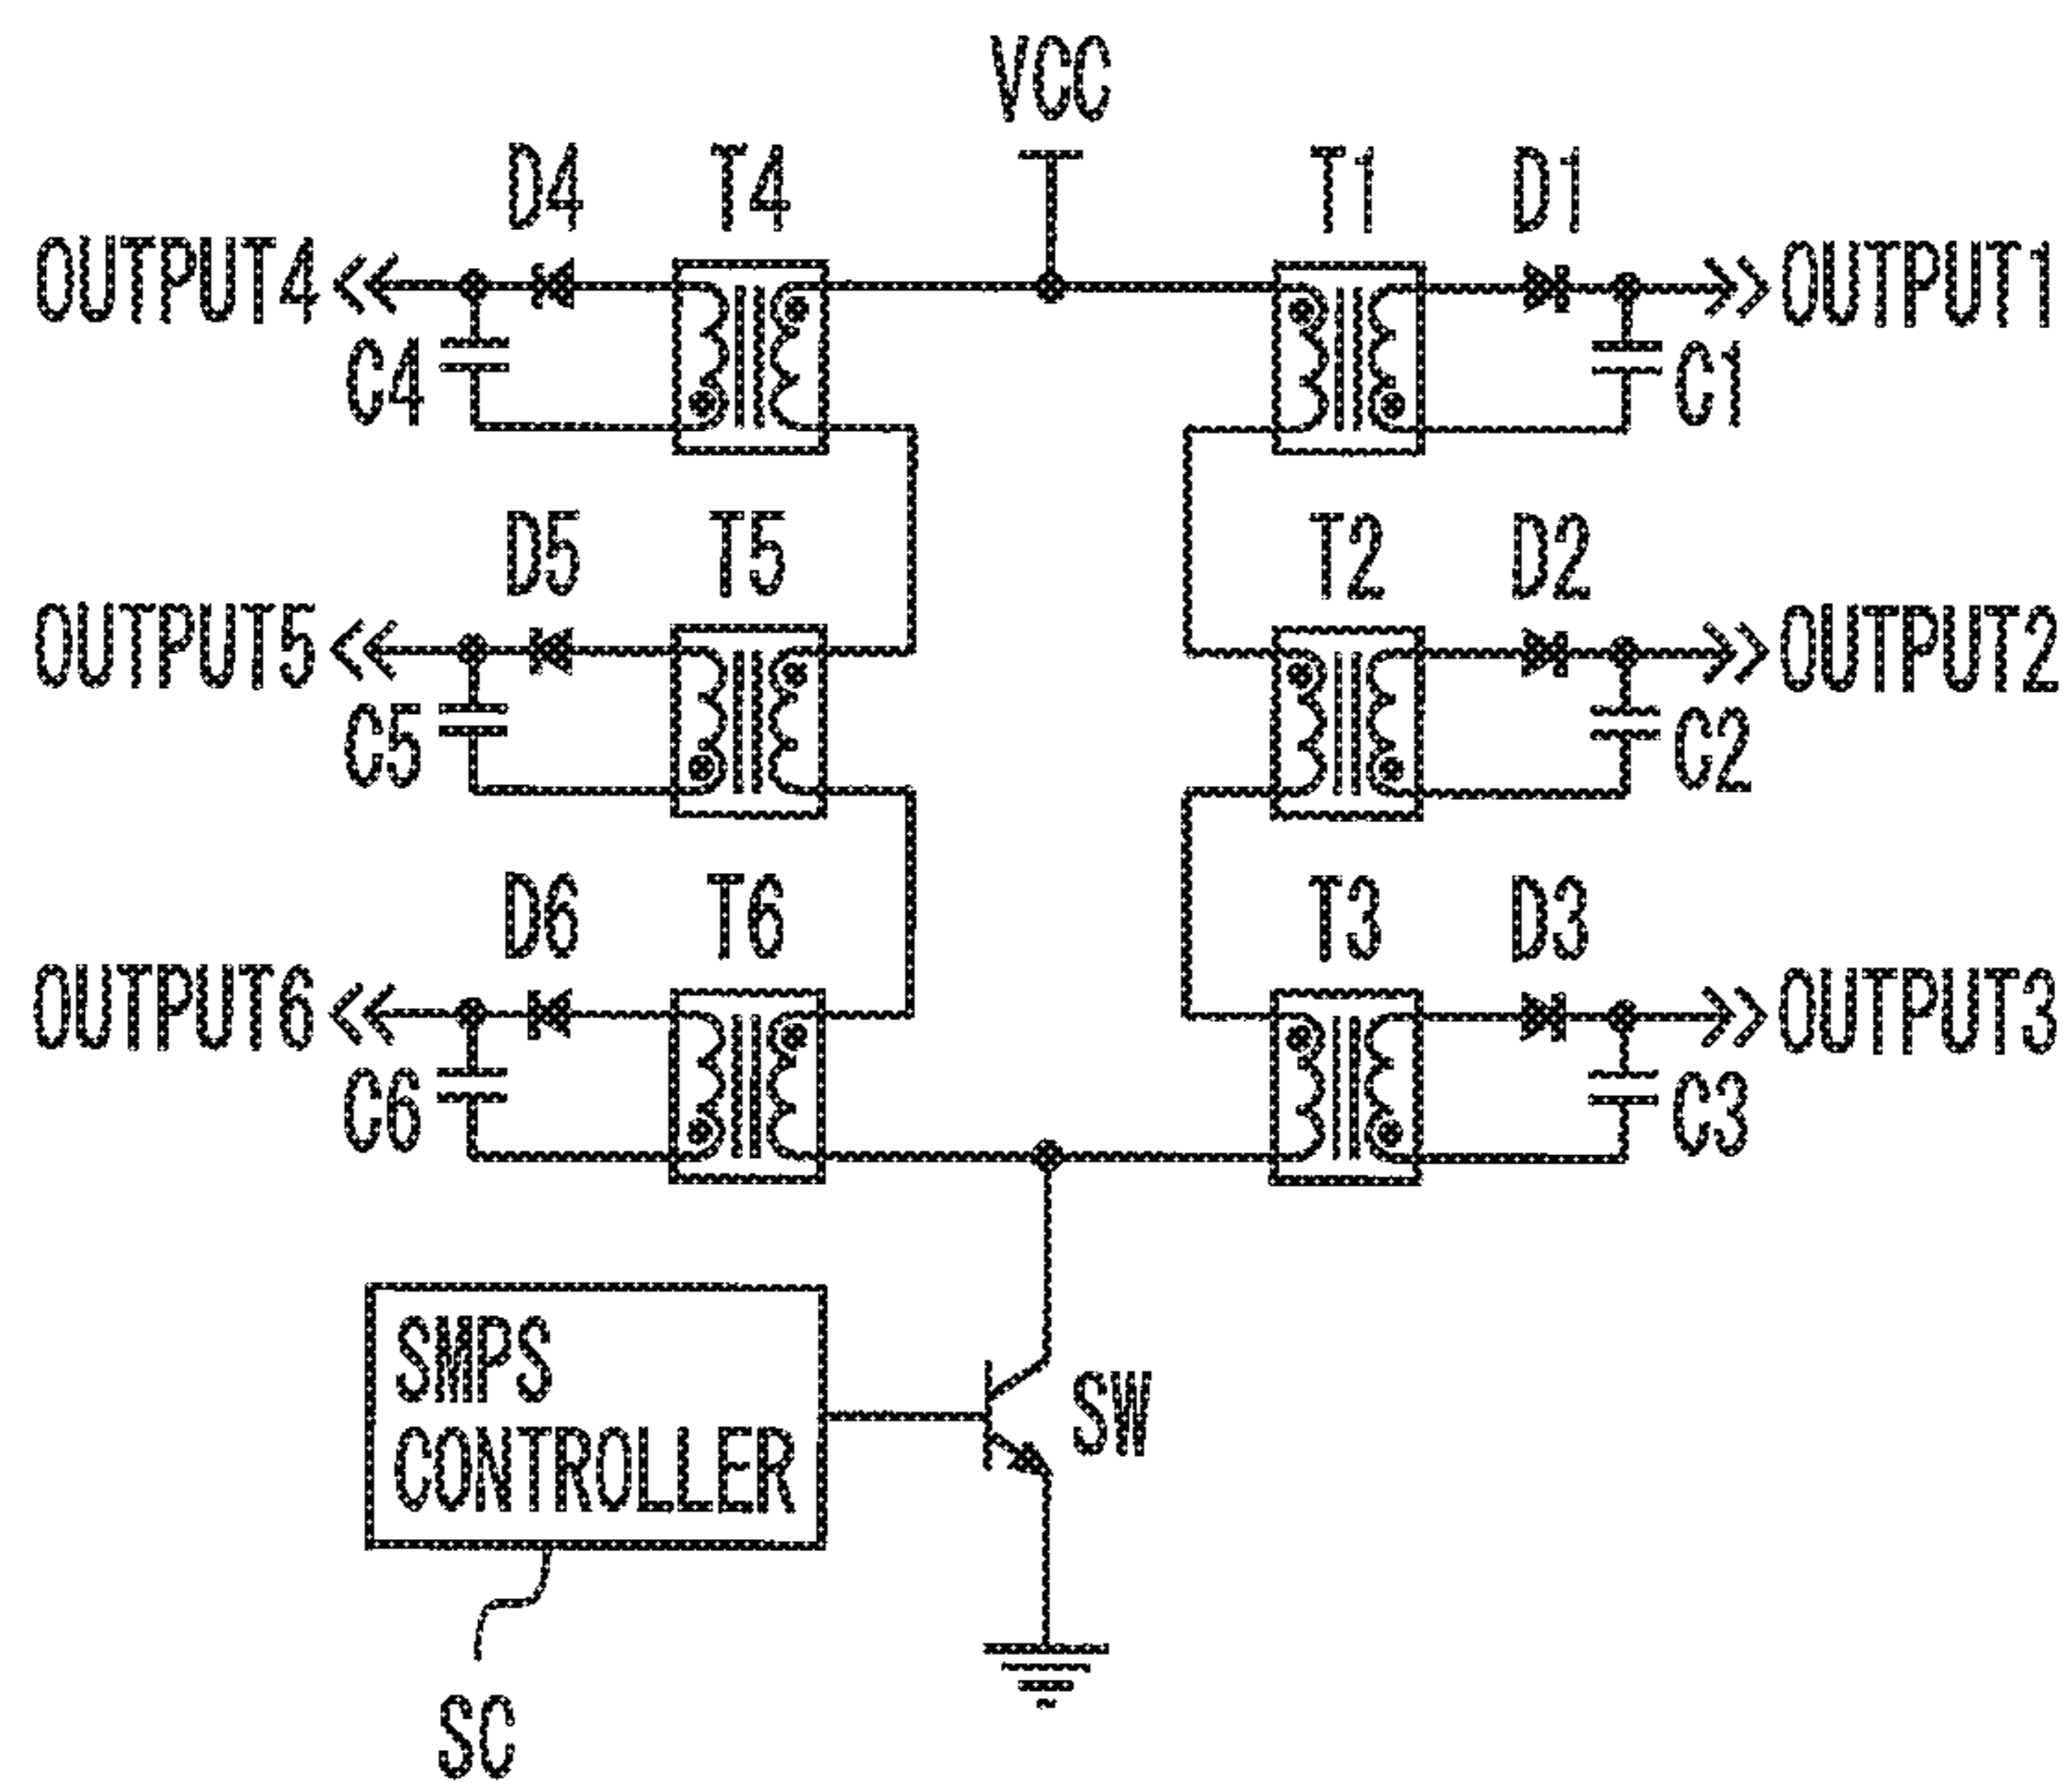 VCC
D4 T4 T1 D1
OUTPUT4 OUTPUT1
C4 C1
D5 T5 T2 D2
OUTPUT5 OUTPUT2
C5 C2
D6 T6 T3 D3
OUTPUT6 OUTPUT3
C6 C3
SMPS
CONTROLLER
SW
SC